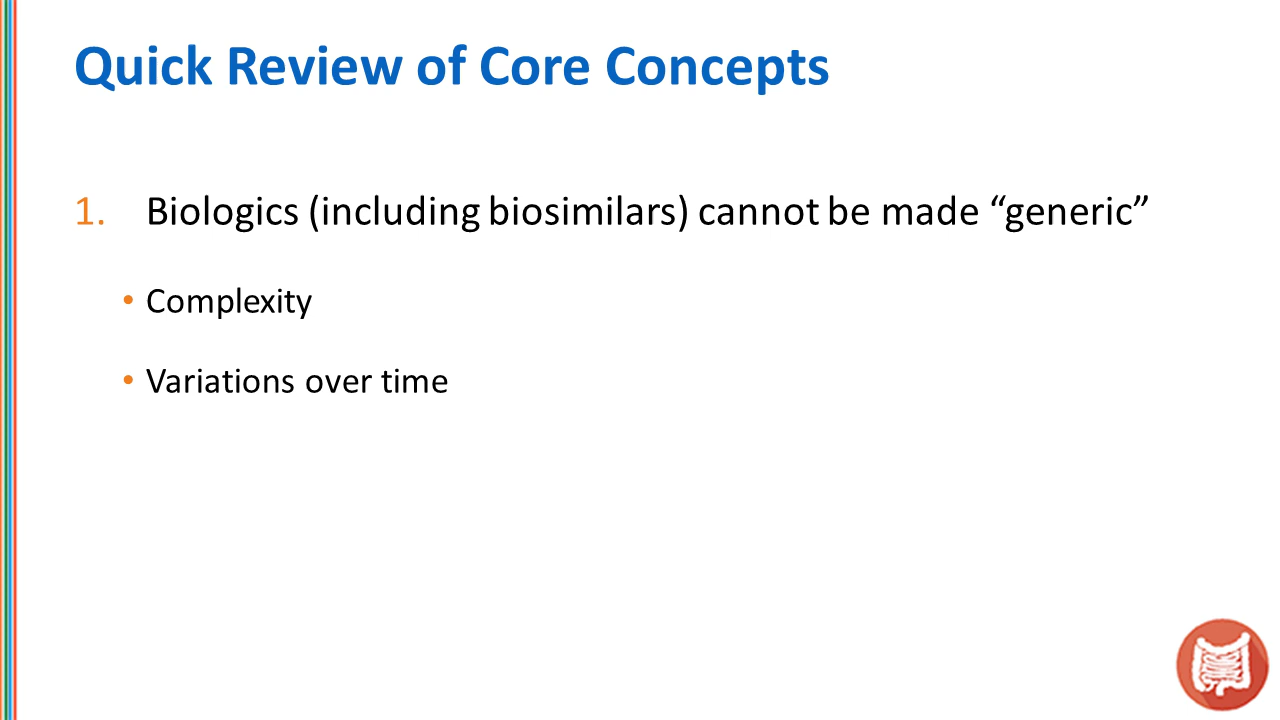 Quick Review of Core Concepts
1. Biologics (including biosimilars) cannot be made “generic”
• Complexity
• Variations over time